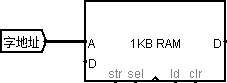 字地址
A 1KB RAM D
D
str sel ld clr